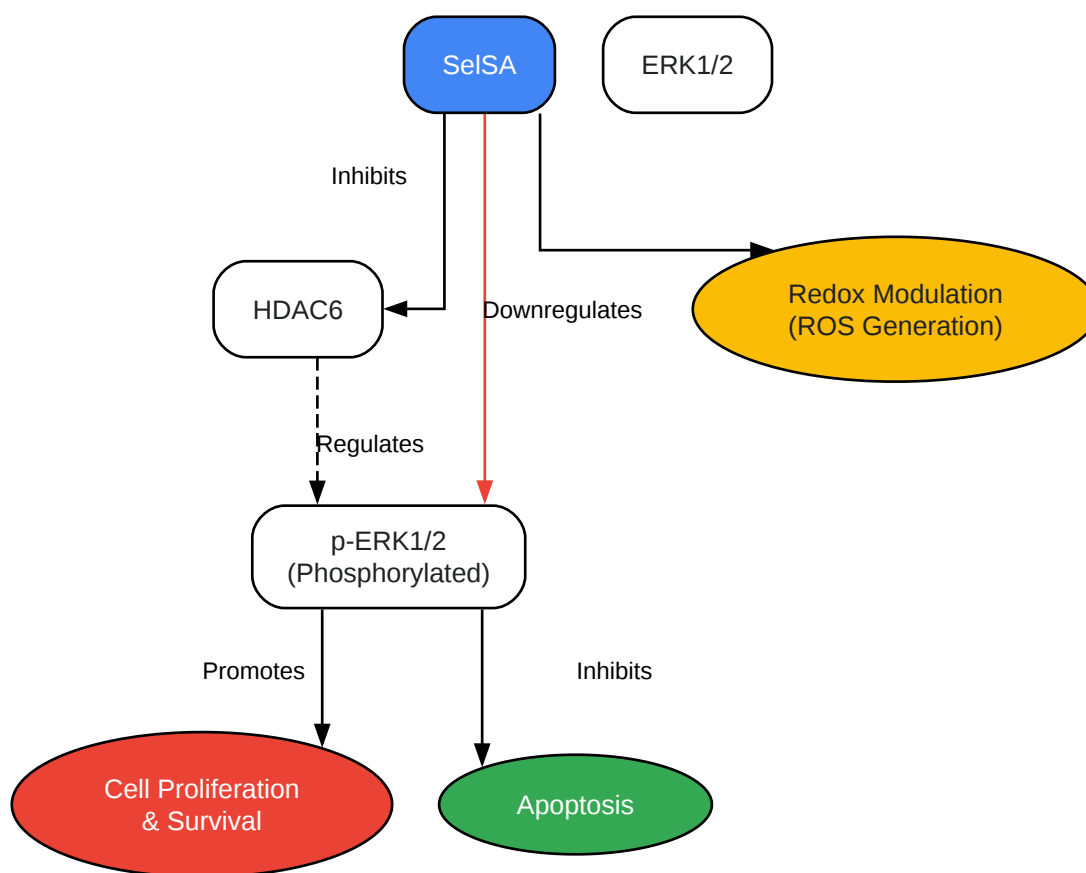 SelSA
ERK1/2
Inhibits
HDAC6
Downregulates
Redox Modulation
(ROS Generation)
Regulates
p-ERK1/2
(Phosphorylated)
Promotes
Inhibits
Cell Proliferation
& Survival
Apoptosis